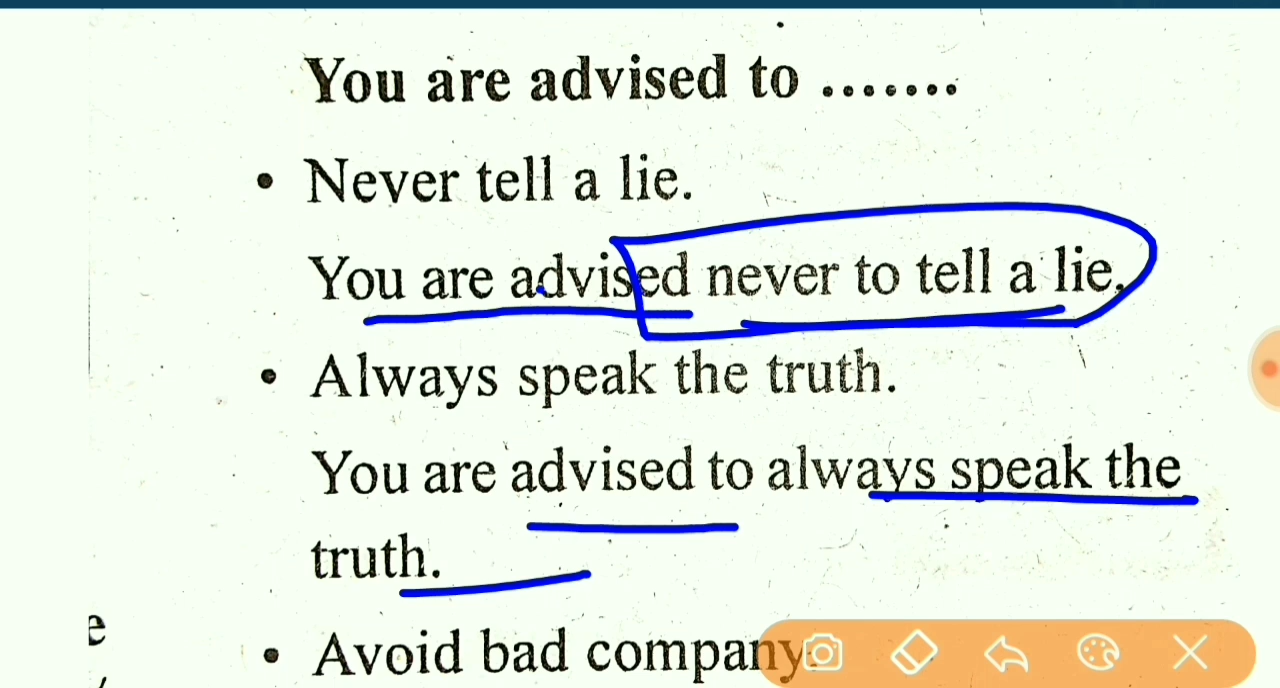 You are advised to .......
• Never tell a lie.
You are advised never to tell a lie.
• Always speak the truth.
You are advised to always speak the
truth.
e
• Avoid bad company.